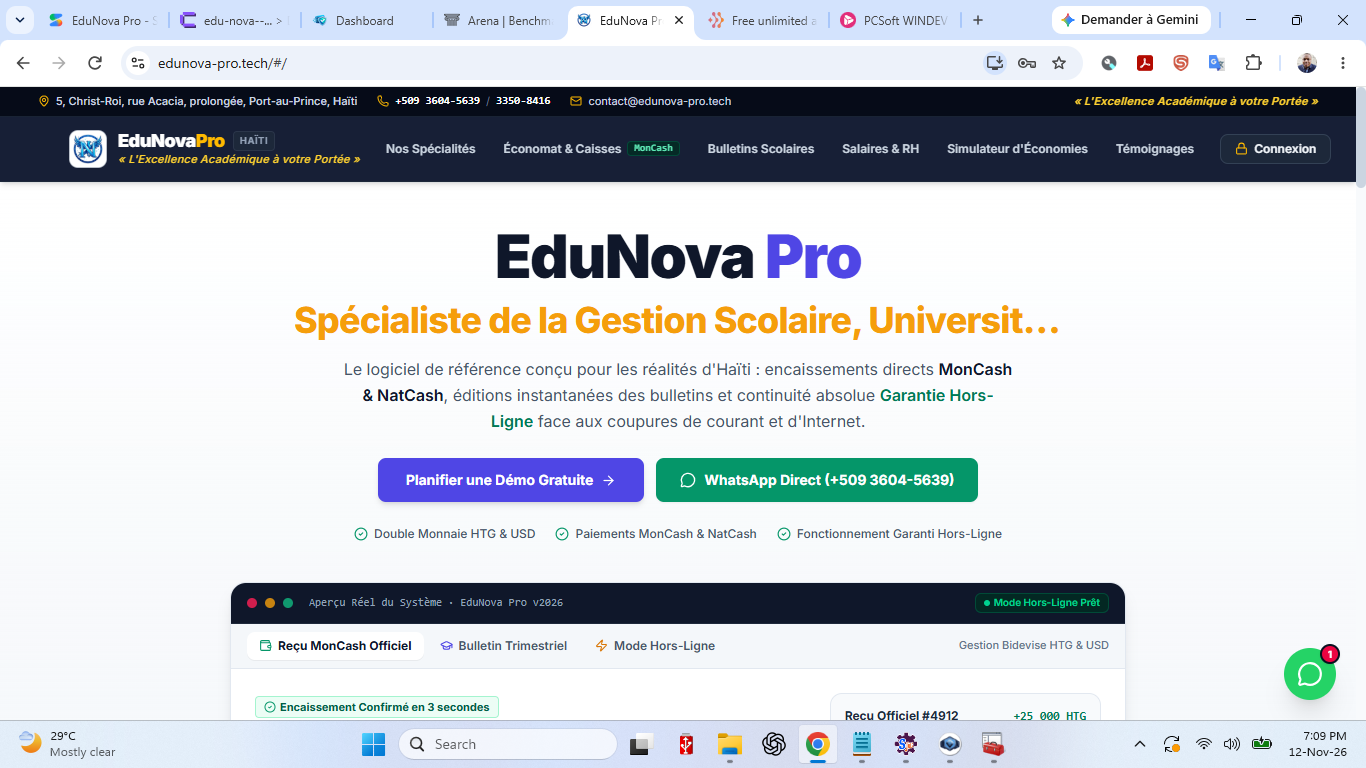 EduNova Pro - S
edu-nova--... > 
Dashboard
Arena | Benchm
EduNova Pr
Free unlimited a
PCSoft WINDEV
Demander à Gemini
edunova-pro.tech/#/
5, Christ-Roi, rue Acacia, prolongée, Port-au-Prince, Haïti
+509 3604-5639 / 3350-8416
contact@edunova-pro.tech
« L'Excellence Académique à votre Portée »
EduNovaPro HAÏTI
« L'Excellence Académique à votre Portée »
Nos Spécialités
Économat & Caisses MonCash
Bulletins Scolaires
Salaires & RH
Simulateur d'Économies
Témoignages
Connexion
EduNova Pro
Spécialiste de la Gestion Scolaire, Universit...
Le logiciel de référence conçu pour les réalités d'Haïti : encaissements directs MonCash
& NatCash, éditions instantanées des bulletins et continuité absolue Garantie Hors-
Ligne face aux coupures de courant et d'Internet.
Planifier une Démo Gratuite →
WhatsApp Direct (+509 3604-5639)
Double Monnaie HTG & USD
Paiements MonCash & NatCash
Fonctionnement Garanti Hors-Ligne
Aperçu Réel du Système · EduNova Pro v2026
Mode Hors-Ligne Prêt
Reçu MonCash Officiel
Bulletin Trimestriel
Mode Hors-Ligne
Gestion Bidevise HTG & USD
Encaissement Confirmé en 3 secondes
Reçu Officiel #4912
+25 000 HTG
1
29°C
Mostly clear
Search
7:09 PM
12-Nov-26